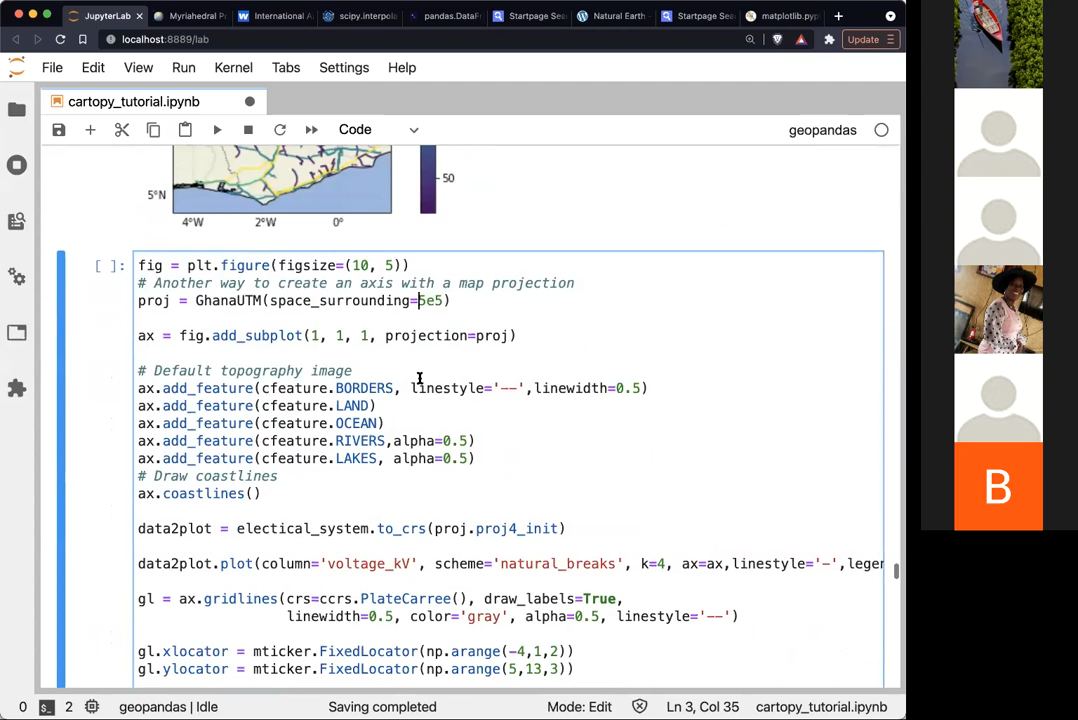 JupyterLab
Myriahedral Pr
International A
scipy.interpola
pandas.DataFr
Startpage Sea
Natural Earth -
Startpage Sea
matplotlib.pyp
localhost:8889/lab
Update
File Edit View Run Kernel Tabs Settings Help
cartopy_tutorial.ipynb
Code
geopandas
5°N
4°W 2°W 0°
50
[ ]:
fig = plt.figure(figsize=(10, 5))
# Another way to create an axis with a map projection
proj = GhanaUTM(space_surrounding=5e5)
ax = fig.add_subplot(1, 1, 1, projection=proj)
# Default topography image
ax.add_feature(cfeature.BORDERS, linestyle='--',linewidth=0.5)
ax.add_feature(cfeature.LAND)
ax.add_feature(cfeature.OCEAN)
ax.add_feature(cfeature.RIVERS,alpha=0.5)
ax.add_feature(cfeature.LAKES, alpha=0.5)
# Draw coastlines
ax.coastlines()
data2plot = electical_system.to_crs(proj.proj4_init)
data2plot.plot(column='voltage_kV', scheme='natural_breaks', k=4, ax=ax,linestyle='-',leger
gl = ax.gridlines(crs=ccrs.PlateCarree(), draw_labels=True,
linewidth=0.5, color='gray', alpha=0.5, linestyle='--')
gl.xlocator = mticker.FixedLocator(np.arange(-4,1,2))
gl.ylocator = mticker.FixedLocator(np.arange(5,13,3))
0 2 geopandas | Idle Saving completed Mode: Edit Ln 3, Col 35 cartopy_tutorial.ipynb
B